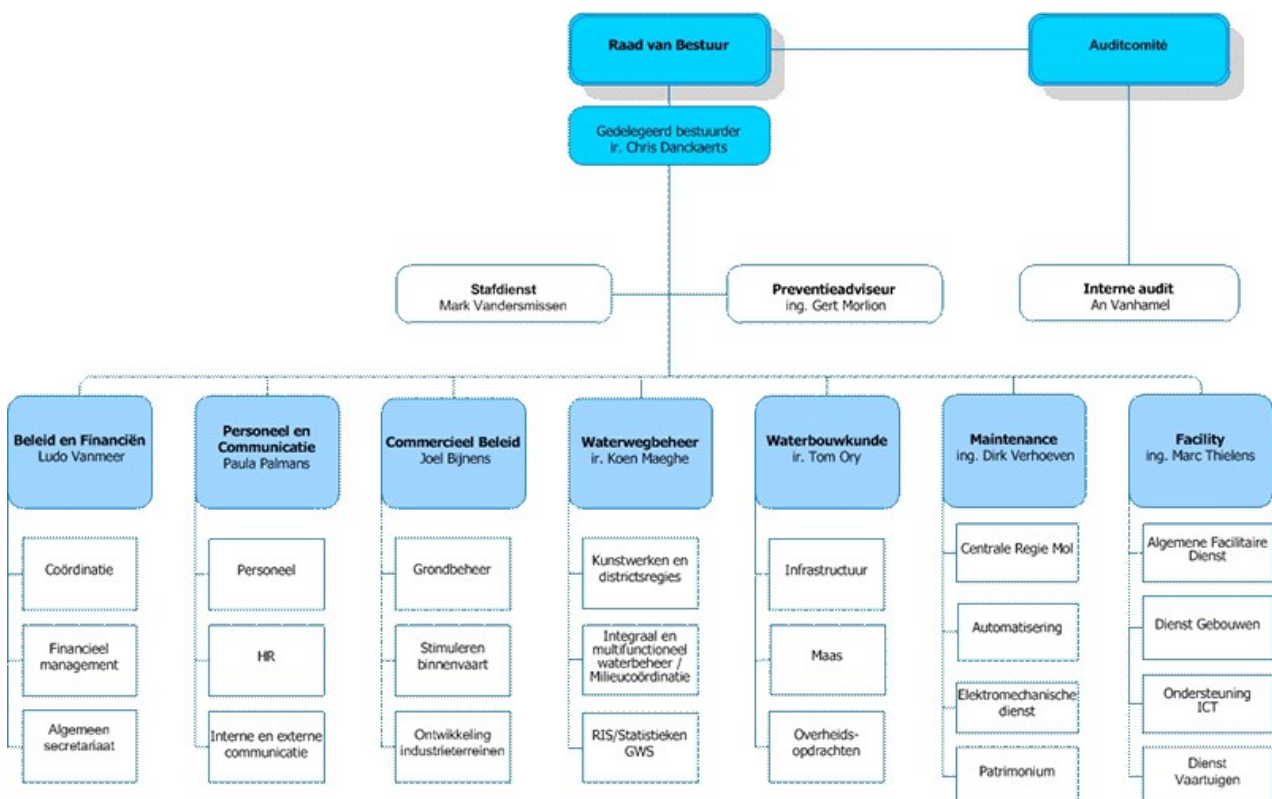 Raad van Bestuur
Auditcomité
Gedelegeerd bestuurder
ir. Chris Danckaerts
Stafdienst
Mark Vandersmissen
Preventieadviseur
ing. Gert Morlion
Interne audit
An Vanhamel
Beleid en Financiën
Ludo Vanmeer
Personeel en
Communicatie
Paula Palmans
Commercieel Beleid
Joel Bijnens
Waterwegbeheer
ir. Koen Maeghe
Waterbouwkunde
ir. Tom Ory
Maintenance
ing. Dirk Verhoeven
Facility
ing. Marc Thielens
Coördinatie
Financieel
management
Algemeen
secretariaat
Personeel
HR
Interne en externe
communicatie
Grondbeheer
Stimuleren
binnenvaart
Ontwikkeling
industrieterreinen
Kunstwerken en
districtsregies
Integraal en
multifunctioneel
waterbeheer /
Milieucoördinatie
RIS/Statistieken
GWS
Infrastructuur
Maas
Overheids-
opdrachten
Centrale Regie Mol
Automatisering
Elektromechanische
dienst
Patrimonium
Algemene Facilitaire
Dienst
Dienst Gebouwen
Ondersteuning
ICT
Dienst
Vaartuigen